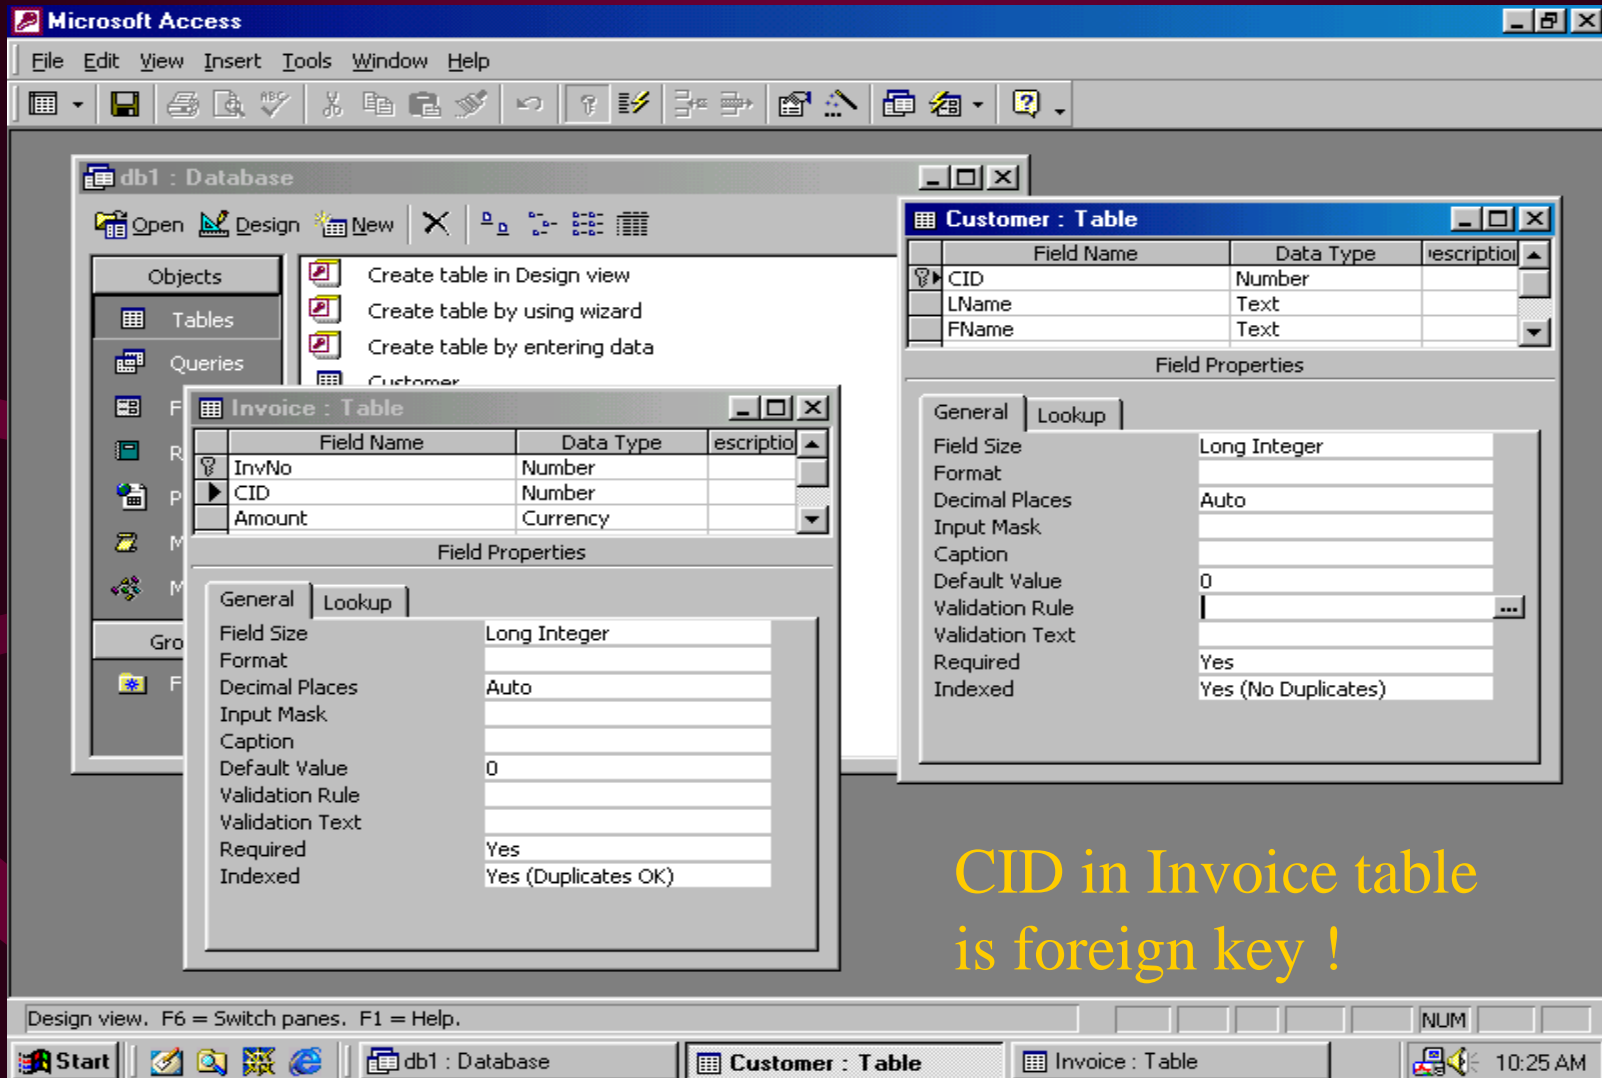 Microsoft Access
File Edit View Insert Tools Window Help
db1 : Database
Open Design New
Objects
Tables
Queries
F
R
P
M
M
Gro
F
Create table in Design view
Create table by using wizard
Create table by entering data
Customer
Invoice : Table
Field Name Data Type escriptio
InvNo Number
CID Number
Amount Currency
Field Properties
General Lookup
Field Size Long Integer
Format
Decimal Places Auto
Input Mask
Caption
Default Value 0
Validation Rule
Validation Text
Required Yes
Indexed Yes (Duplicates OK)
Customer : Table
Field Name Data Type escription
CID Number
LName Text
FName Text
Field Properties
General Lookup
Field Size Long Integer
Format
Decimal Places Auto
Input Mask
Caption
Default Value 0
Validation Rule ...
Validation Text
Required Yes
Indexed Yes (No Duplicates)
CID in Invoice table
is foreign key !
Design view. F6 = Switch panes. F1 = Help. NUM
Start db1 : Database Customer : Table Invoice : Table 10:25 AM